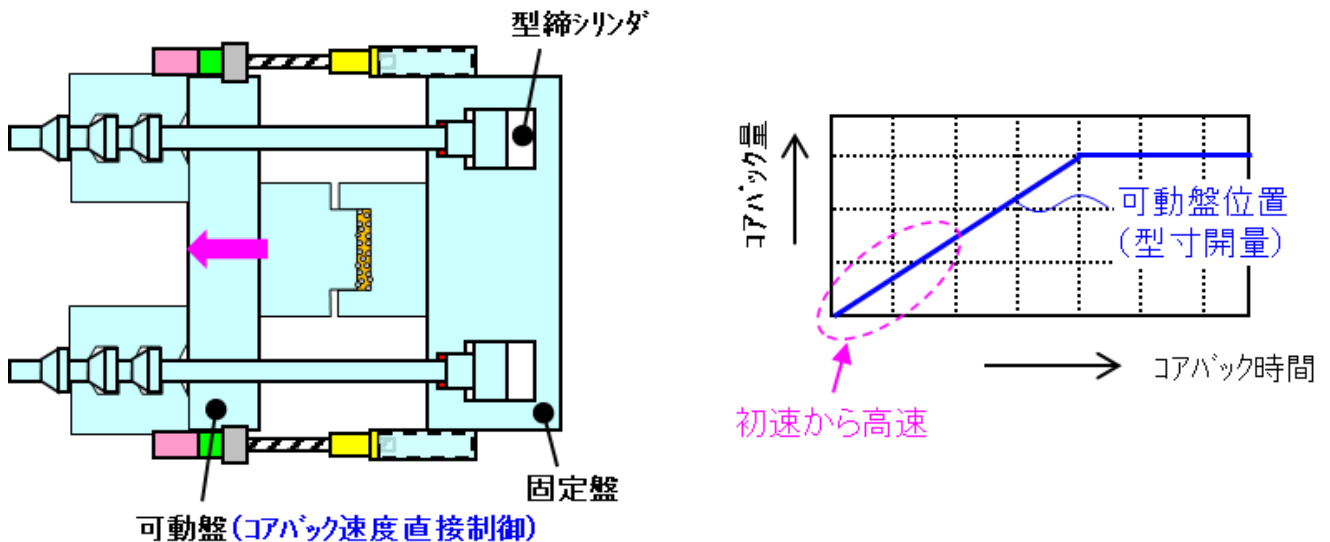 型締シリンダ
固定盤
可動盤(コアバック速度直接制御)
コアバック量
可動盤位置
(型寸開量)
コアバック時間
初速から高速